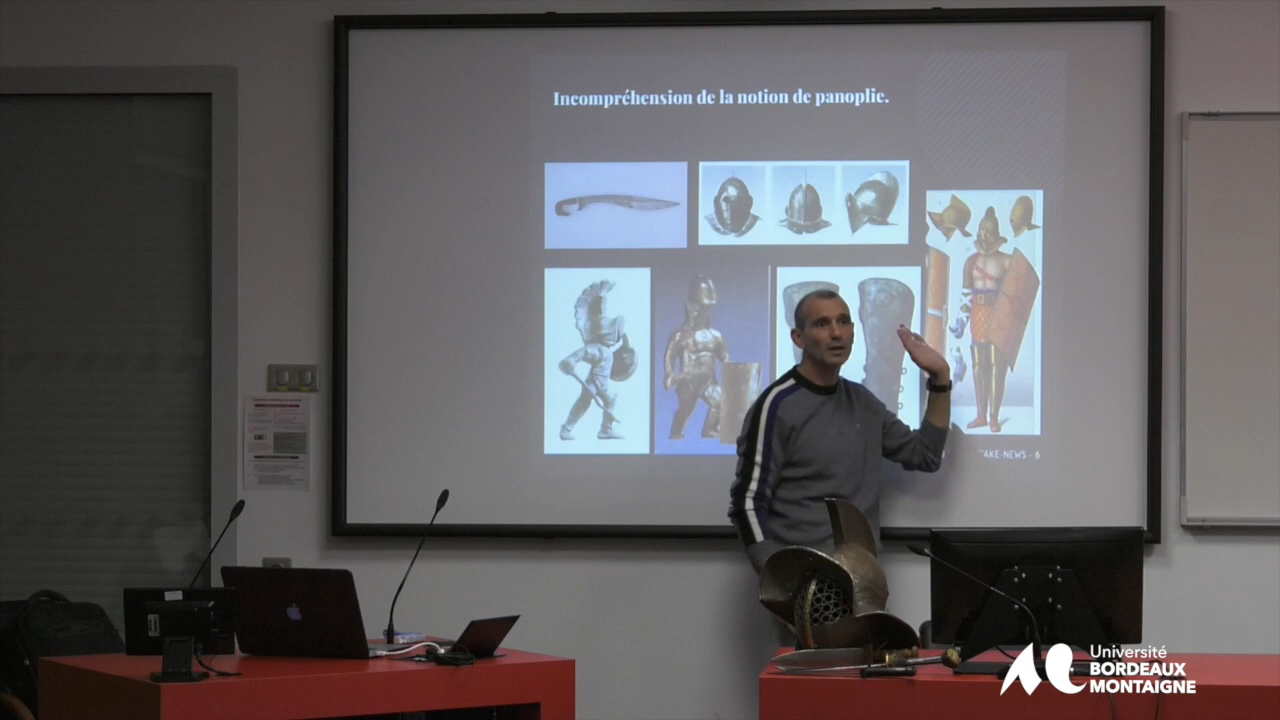 Incompréhension de la notion de panoplie.
AKE-NEWS - 6
Université
BORDEAUX
MONTAIGNE